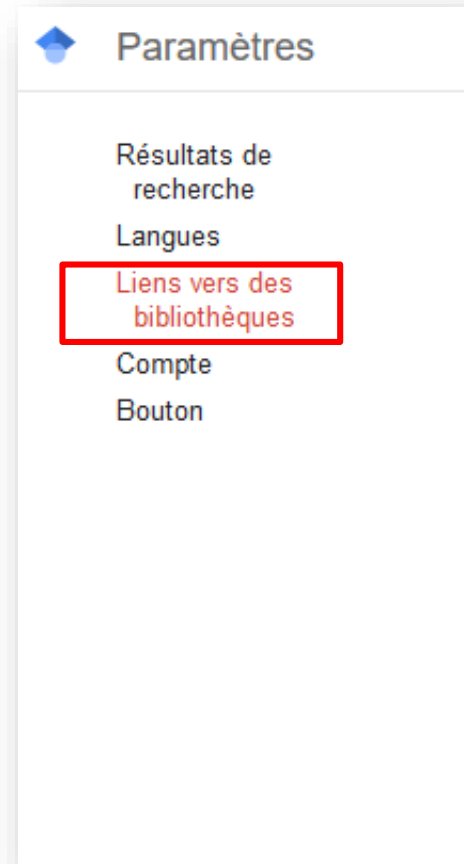 Paramètres
Résultats de
recherche
Langues
Liens vers des
bibliothèques
Compte
Bouton